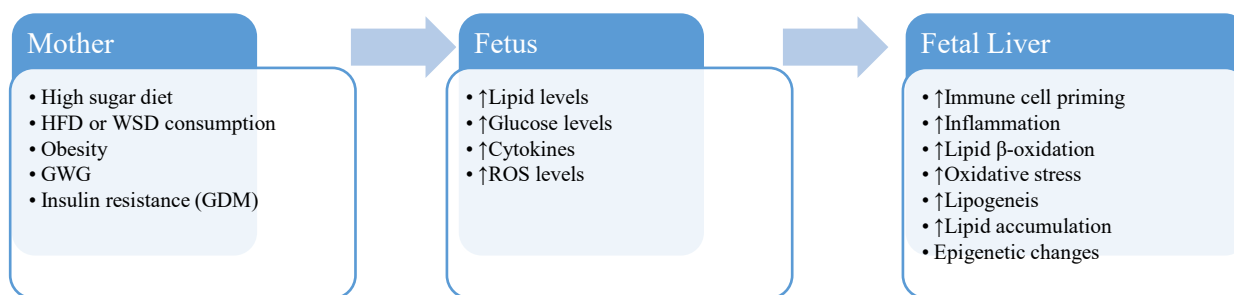 Mother
• High sugar diet
• HFD or WSD consumption
• Obesity
• GWG
• Insulin resistance (GDM)
Fetus
• ↑Lipid levels
• ↑Glucose levels
• ↑Cytokines
• ↑ROS levels
Fetal Liver
• ↑Immune cell priming
• ↑Inflammation
• ↑Lipid β-oxidation
• ↑Oxidative stress
• ↑Lipogeneis
• ↑Lipid accumulation
• Epigenetic changes